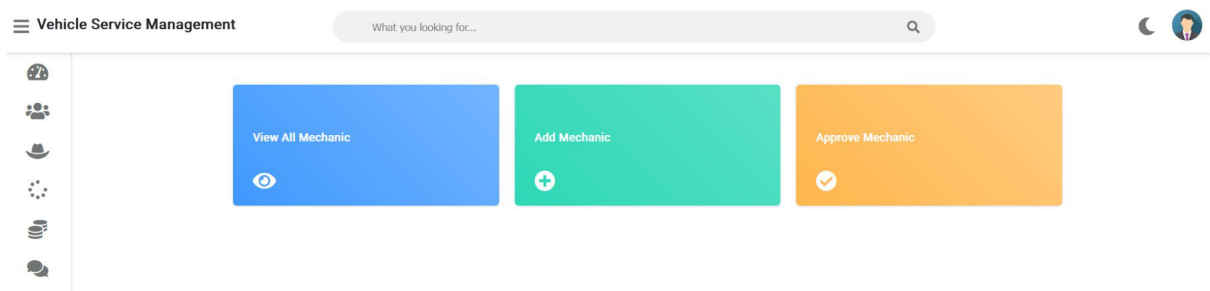 Vehicle Service Management
What you looking for...
View All Mechanic
Add Mechanic
Approve Mechanic